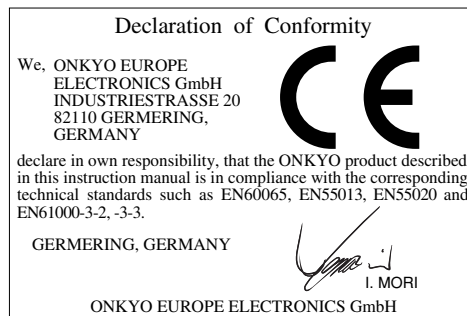 Declaration of Conformity
We, ONKYO EUROPE
ELECTRONICS GmbH
INDUSTRIESTRASSE 20
82110 GERMERING,
GERMANY
CE
declare in own responsibility, that the ONKYO product described
in this instruction manual is in compliance with the corresponding
technical standards such as EN60065, EN55013, EN55020 and
EN61000-3-2, -3-3.
GERMERING, GERMANY
I. MORI
ONKYO EUROPE ELECTRONICS GmbH